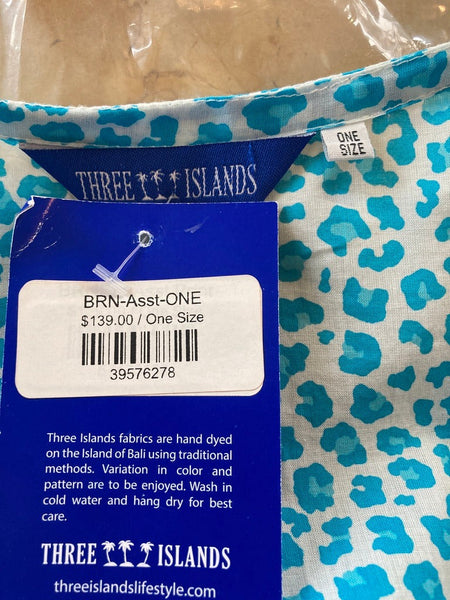 ONE
SIZE
THREE ISLANDS
BRN-Asst-ONE
$139.00 / One Size
39576278
Three Islands fabrics are hand dyed
on the Island of Bali using traditional
methods. Variation in color and
pattern are to be enjoyed. Wash in
cold water and hang dry for best
care.
THREE ISLANDS
threeislandslifestyle.com